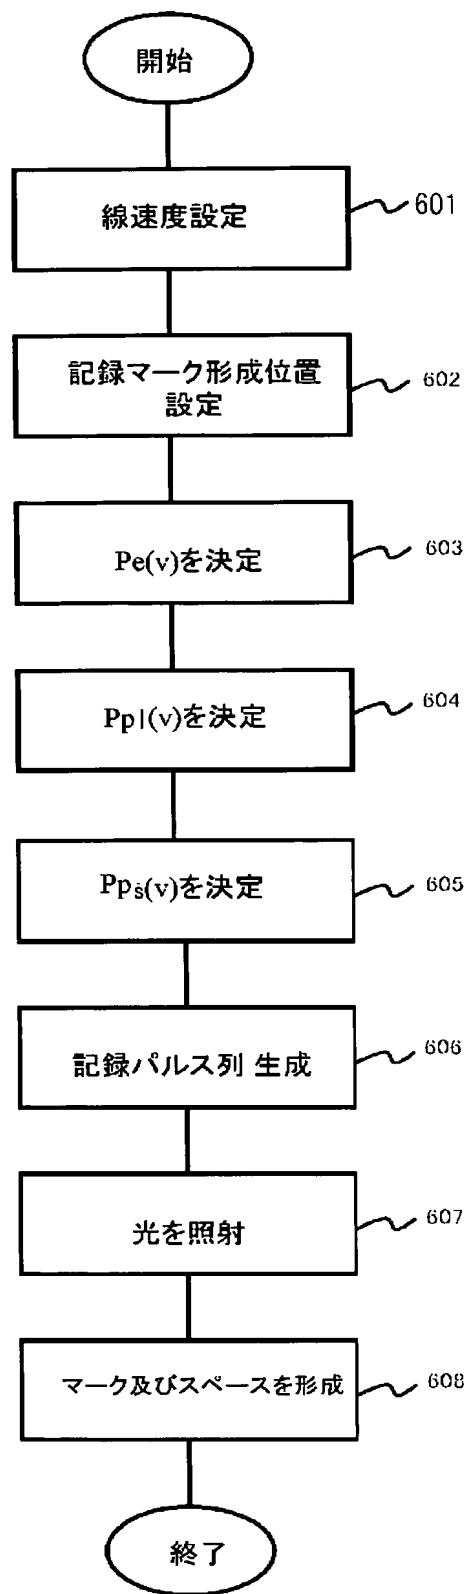 開始
線速度設定
601
記録マーク形成位置
設定
602
Pe(v)を決定
603
Ppl(v)を決定
604
Pps(v)を決定
605
記録パルス列 生成
606
光を照射
607
マーク及びスペースを形成
608
終了